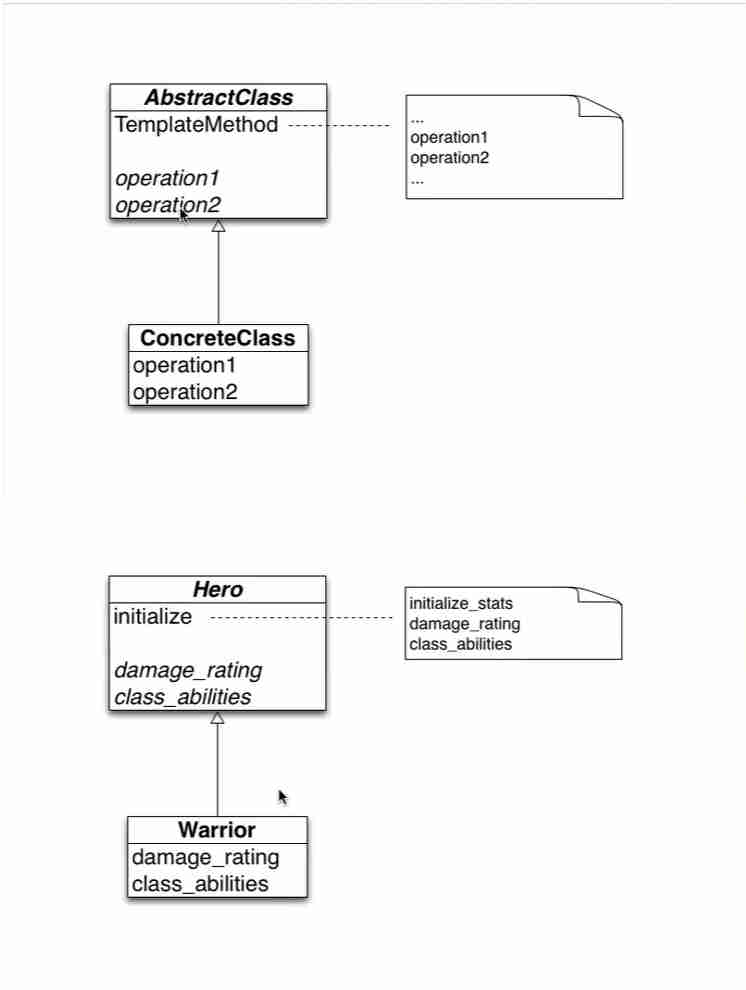 AbstractClass
TemplateMethod
operation1
operation2
...
operation1
operation2
...
ConcreteClass
operation1
operation2
Hero
initialize
damage_rating
class_abilities
initialize_stats
damage_rating
class_abilities
Warrior
damage_rating
class_abilities